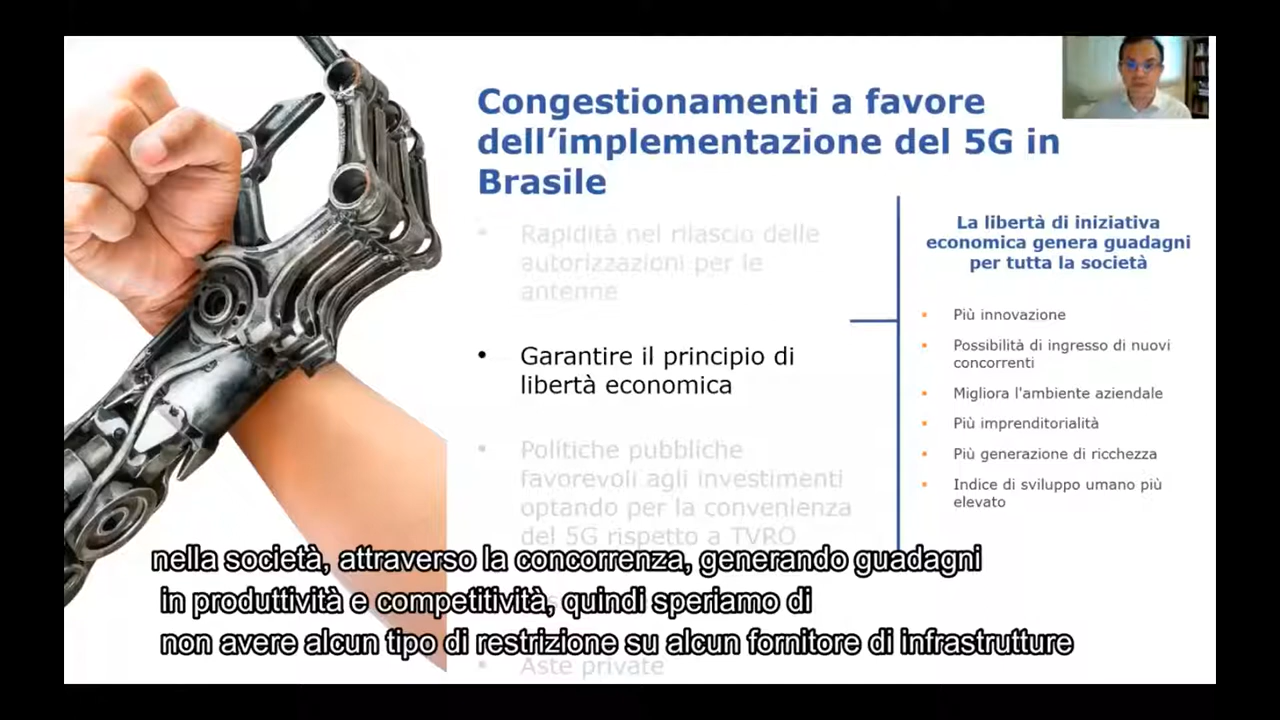 Congestionamenti a favore
dell’implementazione del 5G in
Brasile
• Rapidità nel rilascio delle
autorizzazioni per le
antenne
• Garantire il principio di
libertà economica
• Politiche pubbliche
favorevoli agli investimenti
optando per la convenienza
del 5G rispetto a TVRO
• Aste private
La libertà di iniziativa
economica genera guadagni
per tutta la società
▪ Più innovazione
▪ Possibilità di ingresso di nuovi
concorrenti
▪ Migliora l'ambiente aziendale
▪ Più imprenditorialità
▪ Più generazione di ricchezza
▪ Indice di sviluppo umano più
elevato
nella società, attraverso la concorrenza, generando guadagni
in produttività e competitività, quindi speriamo di
non avere alcun tipo di restrizione su alcun fornitore di infrastrutture